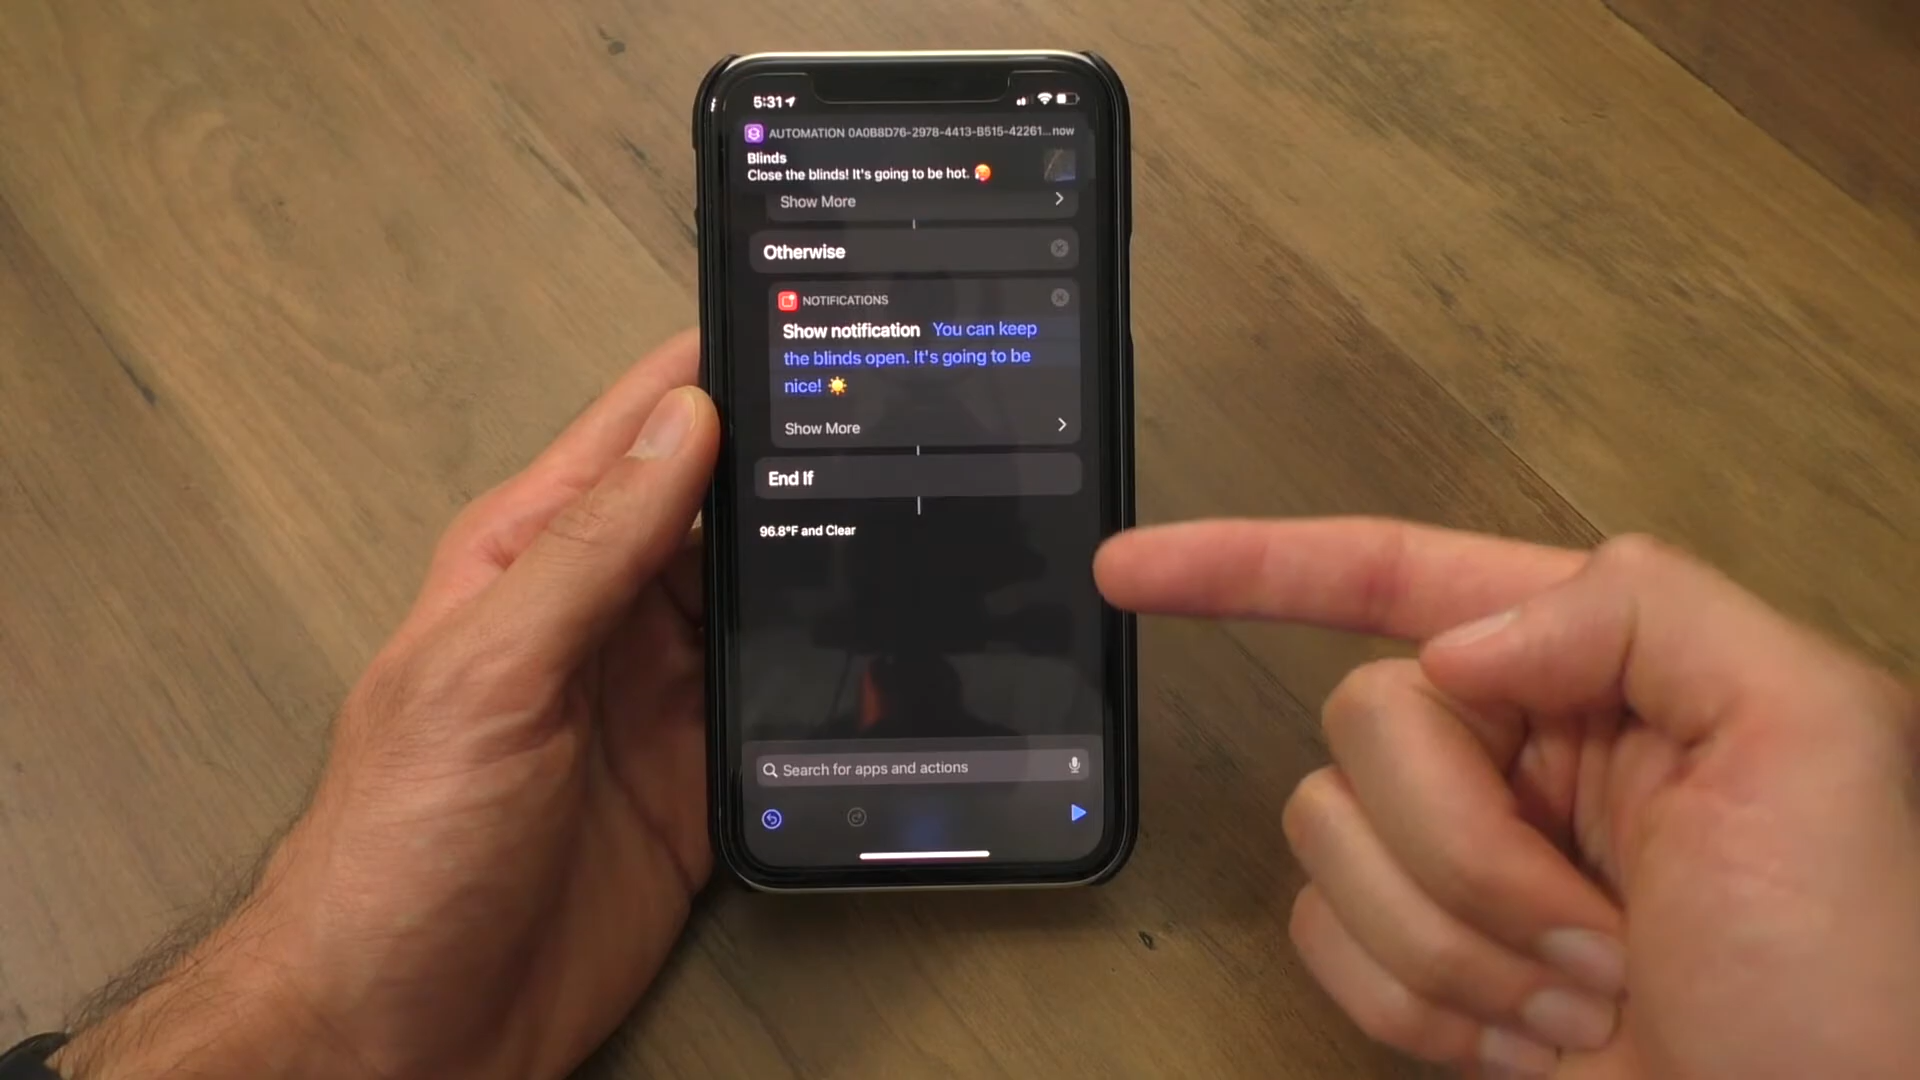 5:31
AUTOMATION 0A0B8D76-2978-4413-B515-42261... now
Blinds
Close the blinds! It's going to be hot. 🥵
Show More
Otherwise
NOTIFICATIONS
Show notification You can keep
the blinds open. It's going to be
nice! ☀️
Show More
End If
96.8°F and Clear
Search for apps and actions